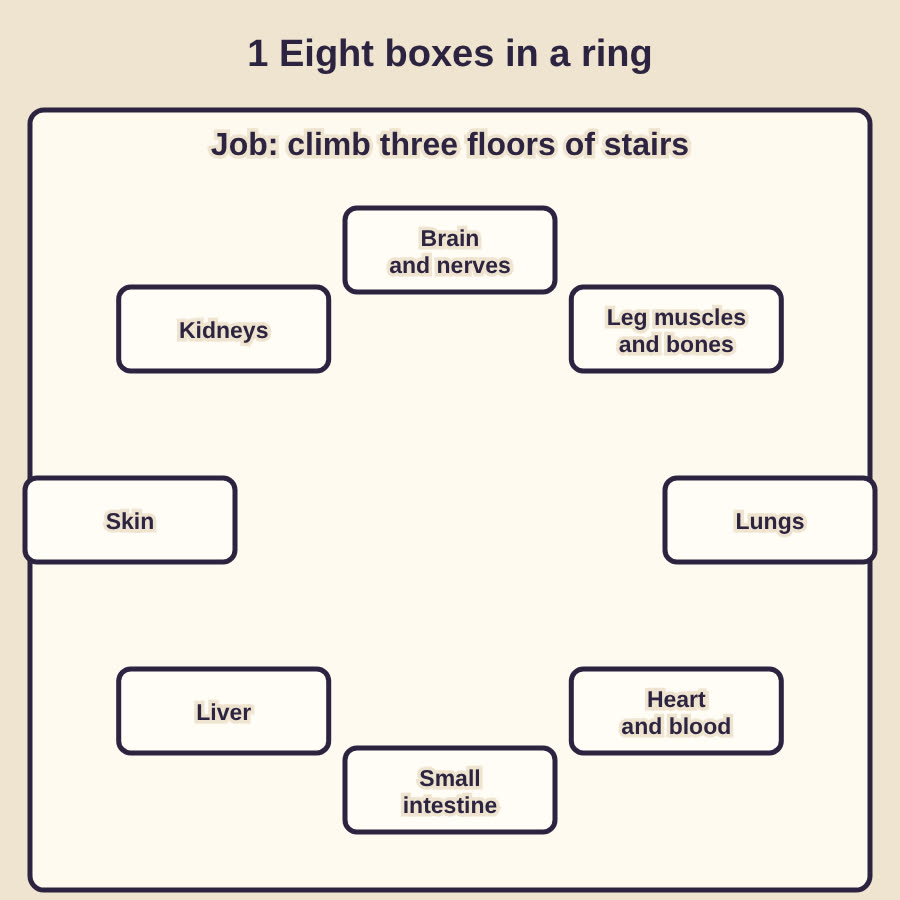 1 Eight boxes in a ring
Job: climb three floors of stairs
Brain
and nerves
Kidneys
Leg muscles
and bones
Skin
Lungs
Liver
Heart
and blood
Small
intestine